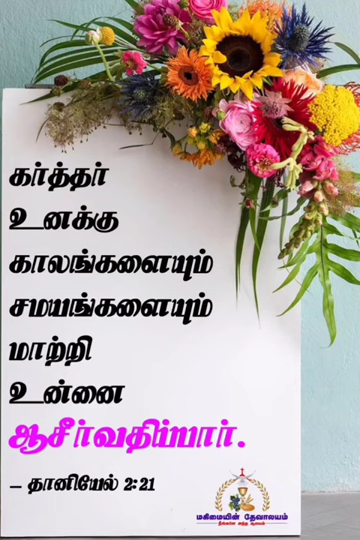 கர்த்தர்
உனக்கு
காலங்களையும்
சமயங்களையும்
மாற்றி
உன்னை
ஆசீர்வதிப்பார்.
– தானியேல் 2:21
மகிமையின் தேவாலயம்